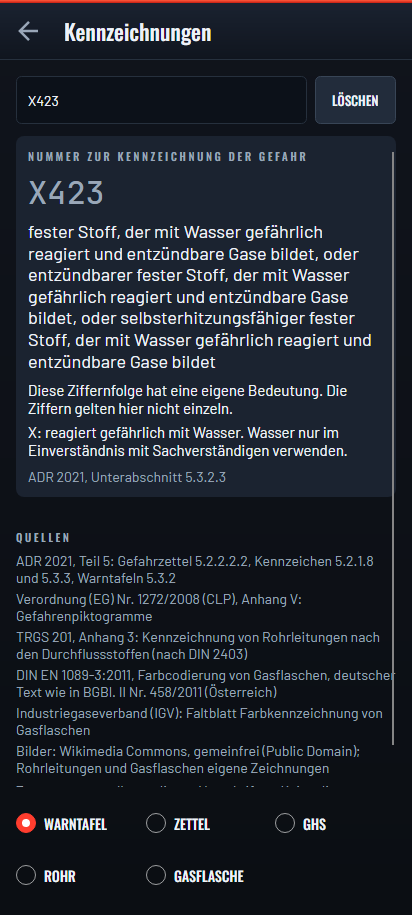 Kennzeichnungen
X423
LÖSCHEN
NUMMER ZUR KENNZEICHNUNG DER GEFAHR
X423
fester Stoff, der mit Wasser gefährlich
reagiert und entzündbare Gase bildet, oder
entzündbarer fester Stoff, der mit Wasser
gefährlich reagiert und entzündbare Gase
bildet, oder selbsterhitzungsfähiger fester
Stoff, der mit Wasser gefährlich reagiert und
entzündbare Gase bildet
Diese Ziffernfolge hat eine eigene Bedeutung. Die
Ziffern gelten hier nicht einzeln.
X: reagiert gefährlich mit Wasser. Wasser nur im
Einverständnis mit Sachverständigen verwenden.
ADR 2021, Unterabschnitt 5.3.2.3
QUELLEN
ADR 2021, Teil 5: Gefahrzettel 5.2.2.2.2, Kennzeichen 5.2.1.8
und 5.3.3, Warntafeln 5.3.2
Verordnung (EG) Nr. 1272/2008 (CLP), Anhang V:
Gefahrenpiktogramme
TRGS 201, Anhang 3: Kennzeichnung von Rohrleitungen nach
den Durchflussstoffen (nach DIN 2403)
DIN EN 1089-3:2011, Farbcodierung von Gasflaschen, deutscher
Text wie in BGBl. II Nr. 458/2011 (Österreich)
Industriegaseverband (IGV): Faltblatt Farbkennzeichnung von
Gasflaschen
Bilder: Wikimedia Commons, gemeinfrei (Public Domain);
Rohrleitungen und Gasflaschen eigene Zeichnungen
WARNTAFEL
ZETTEL
GHS
ROHR
GASFLASCHE